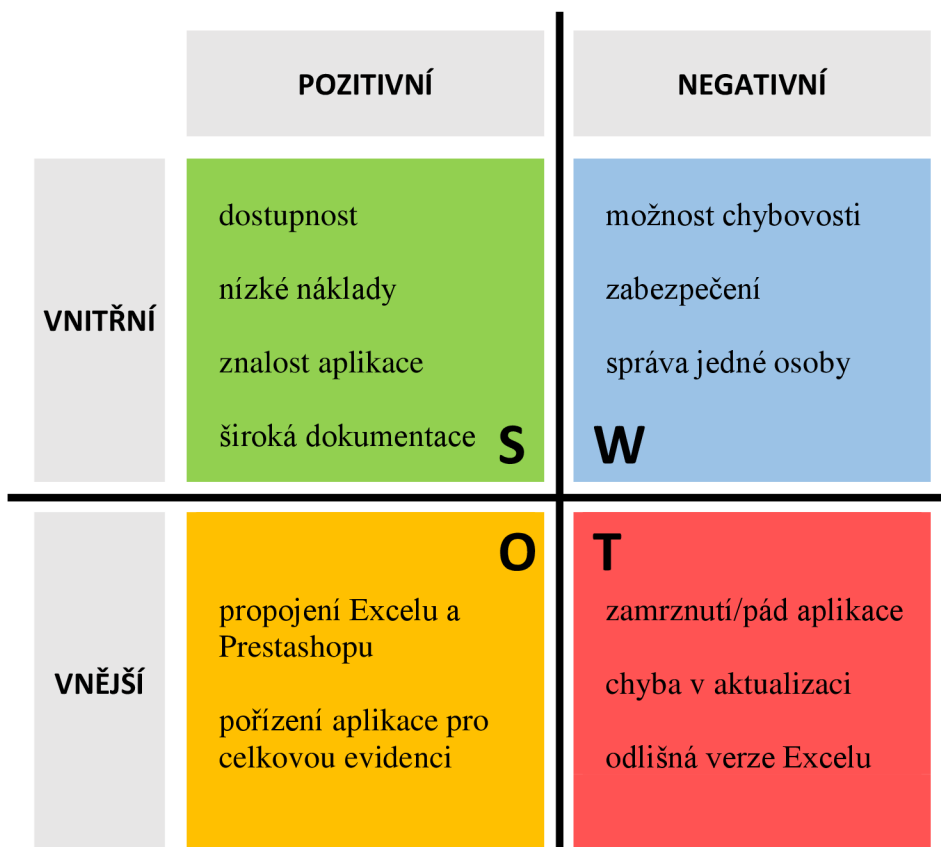 POZITIVNÍ
NEGATIVNÍ
VNITŘNÍ
dostupnost
nízké náklady
znalost aplikace
široká dokumentace
S
možnost chybovosti
zabezpečení
správa jedné osoby
W
VNĚJŠÍ
O
propojení Excelu a
Prestashopu
pořízení aplikace pro
celkovou evidenci
T
zamrznutí/pád aplikace
chyba v aktualizaci
odlišná verze Excelu